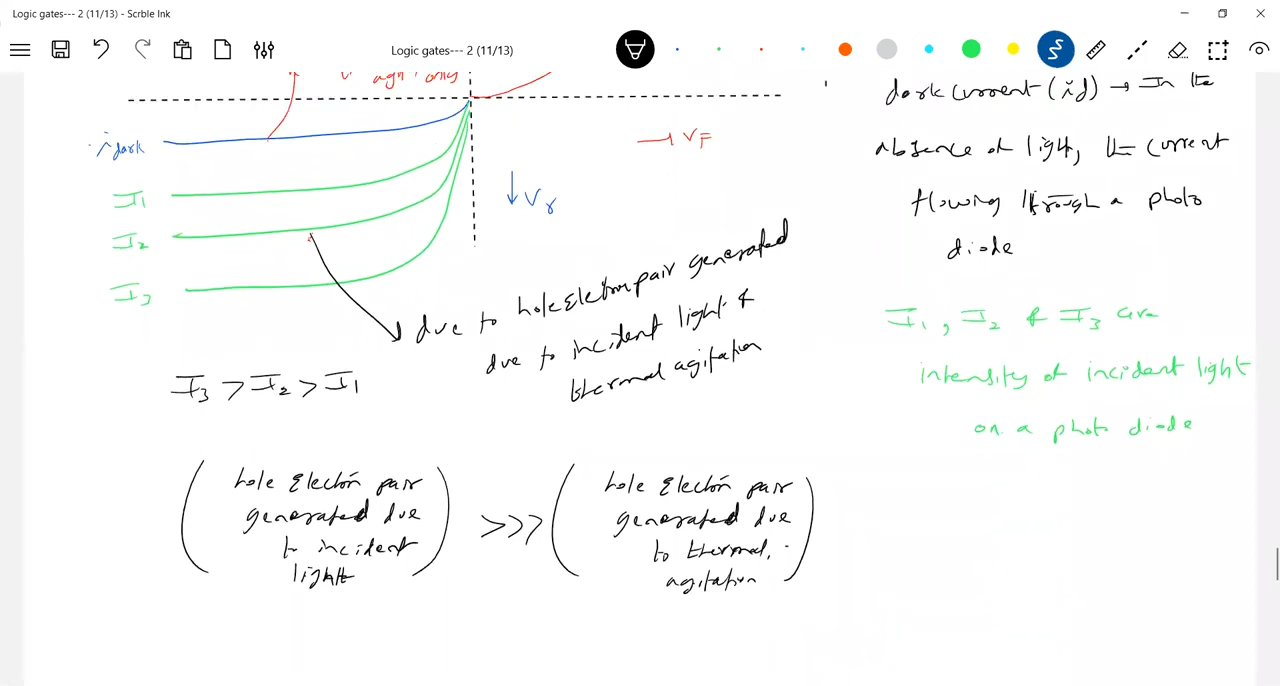 Logic gates--- 2 (11/13) - Scrble Ink
Logic gates--- 2 (11/13)
agit only
i dark
I1
I2
I3
→ VF
↓ Vr
due to hole Electron pair generated
due to incident light &
thermal agitation
I3 > I2 > I1
dark current (id) → In the
absence of light, the current
flowing through a photo
diode
I1, I2 & I3 are
intensity of incident light
on a photo diode
( hole Electron pair generated due to incident light )
>>>
( hole Electron pair generated due to thermal agitation )